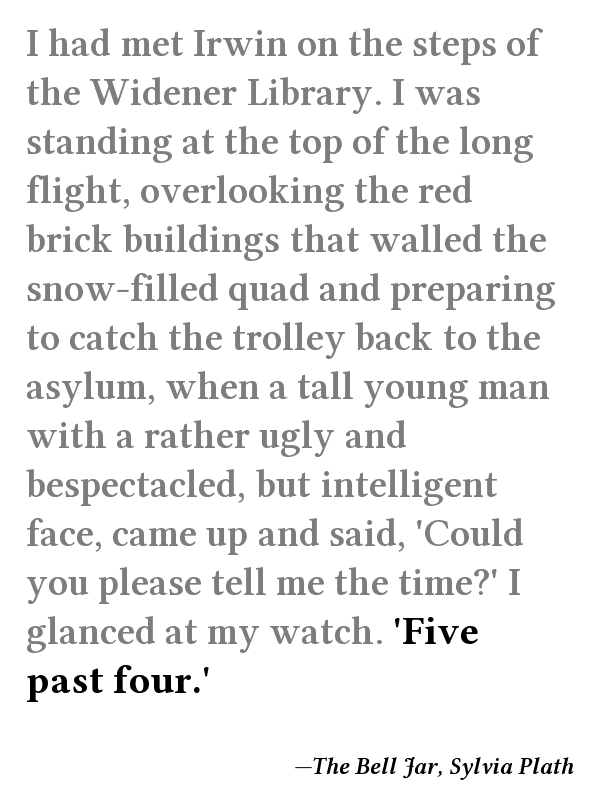 I had met Irwin on the steps of
the Widener Library. I was
standing at the top of the long
flight, overlooking the red
brick buildings that walled the
snow-filled quad and preparing
to catch the trolley back to the
asylum, when a tall young man
with a rather ugly and
bespectacled, but intelligent
face, came up and said, 'Could
you please tell me the time?' I
glanced at my watch. 'Five
past four.'
—The Bell Jar, Sylvia Plath